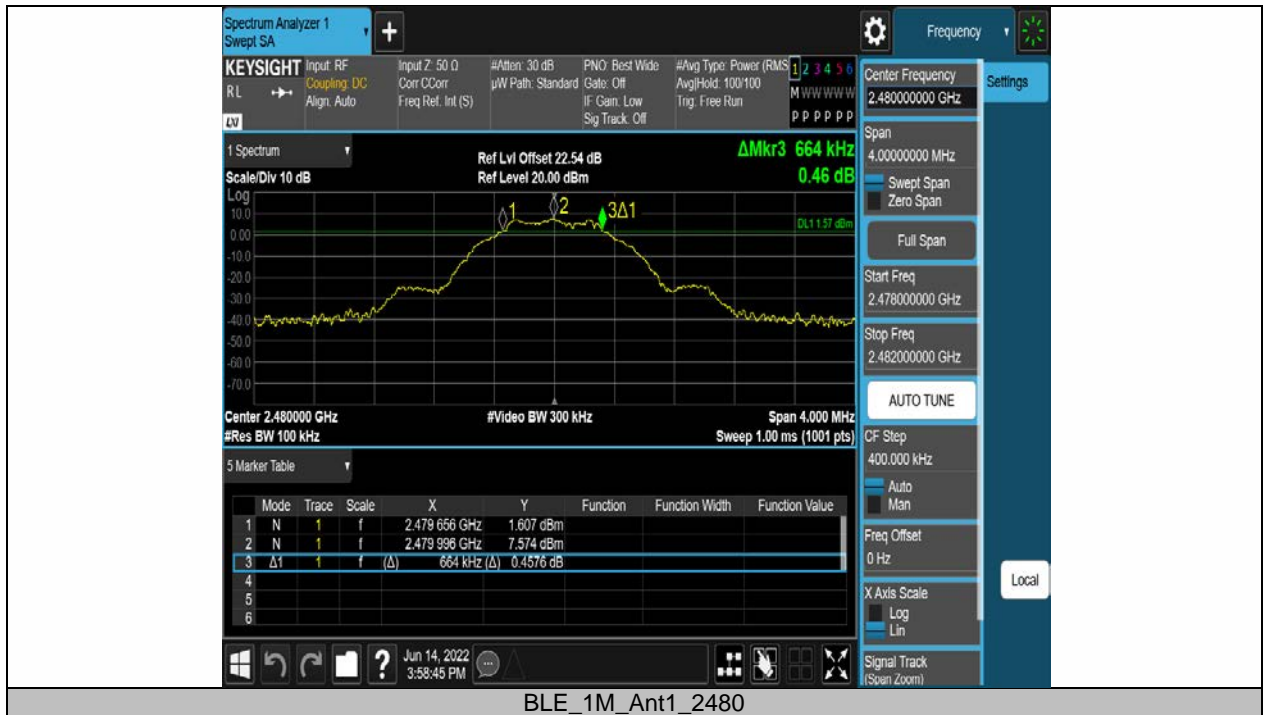 Spectrum Analyzer 1
Swept SA
+
Frequency
KEYSIGHT
RL
LXI
Input: RF
Coupling: DC
Align: Auto
Input Z: 50 Ω
Corr CCorr
Freq Ref: Int (S)
#Atten: 30 dB
µW Path: Standard
PNO: Best Wide
Gate: Off
IF Gain: Low
Sig Track: Off
#Avg Type: Power (RMS
Avg|Hold: 100/100
Trig: Free Run
1 2 3 4 5 6
M W W W W W
P P P P P P
1 Spectrum
Scale/Div 10 dB
Ref Lvl Offset 22.54 dB
Ref Level 20.00 dBm
ΔMkr3 664 kHz
0.46 dB
Log
10.0
0.00
-10.0
-20.0
-30.0
-40.0
-50.0
-60.0
-70.0
1
2
3Δ1
DL1 1.57 dBm
Center 2.480000 GHz
#Video BW 300 kHz
Span 4.000 MHz
#Res BW 100 kHz
Sweep 1.00 ms (1001 pts)
5 Marker Table
Mode Trace Scale X Y Function Function Width Function Value
1 N 1 f 2.479 656 GHz 1.607 dBm
2 N 1 f 2.479 996 GHz 7.574 dBm
3 Δ1 1 f (Δ) 664 kHz (Δ) 0.4576 dB
4
5
6
?
Jun 14, 2022
3:58:45 PM
Center Frequency
2.480000000 GHz
Span
4.00000000 MHz
Swept Span
Zero Span
Full Span
Start Freq
2.478000000 GHz
Stop Freq
2.482000000 GHz
AUTO TUNE
CF Step
400.000 kHz
Auto
Man
Freq Offset
0 Hz
X Axis Scale
Log
Lin
Signal Track
(Span Zoom)
Settings
Local
BLE_1M_Ant1_2480